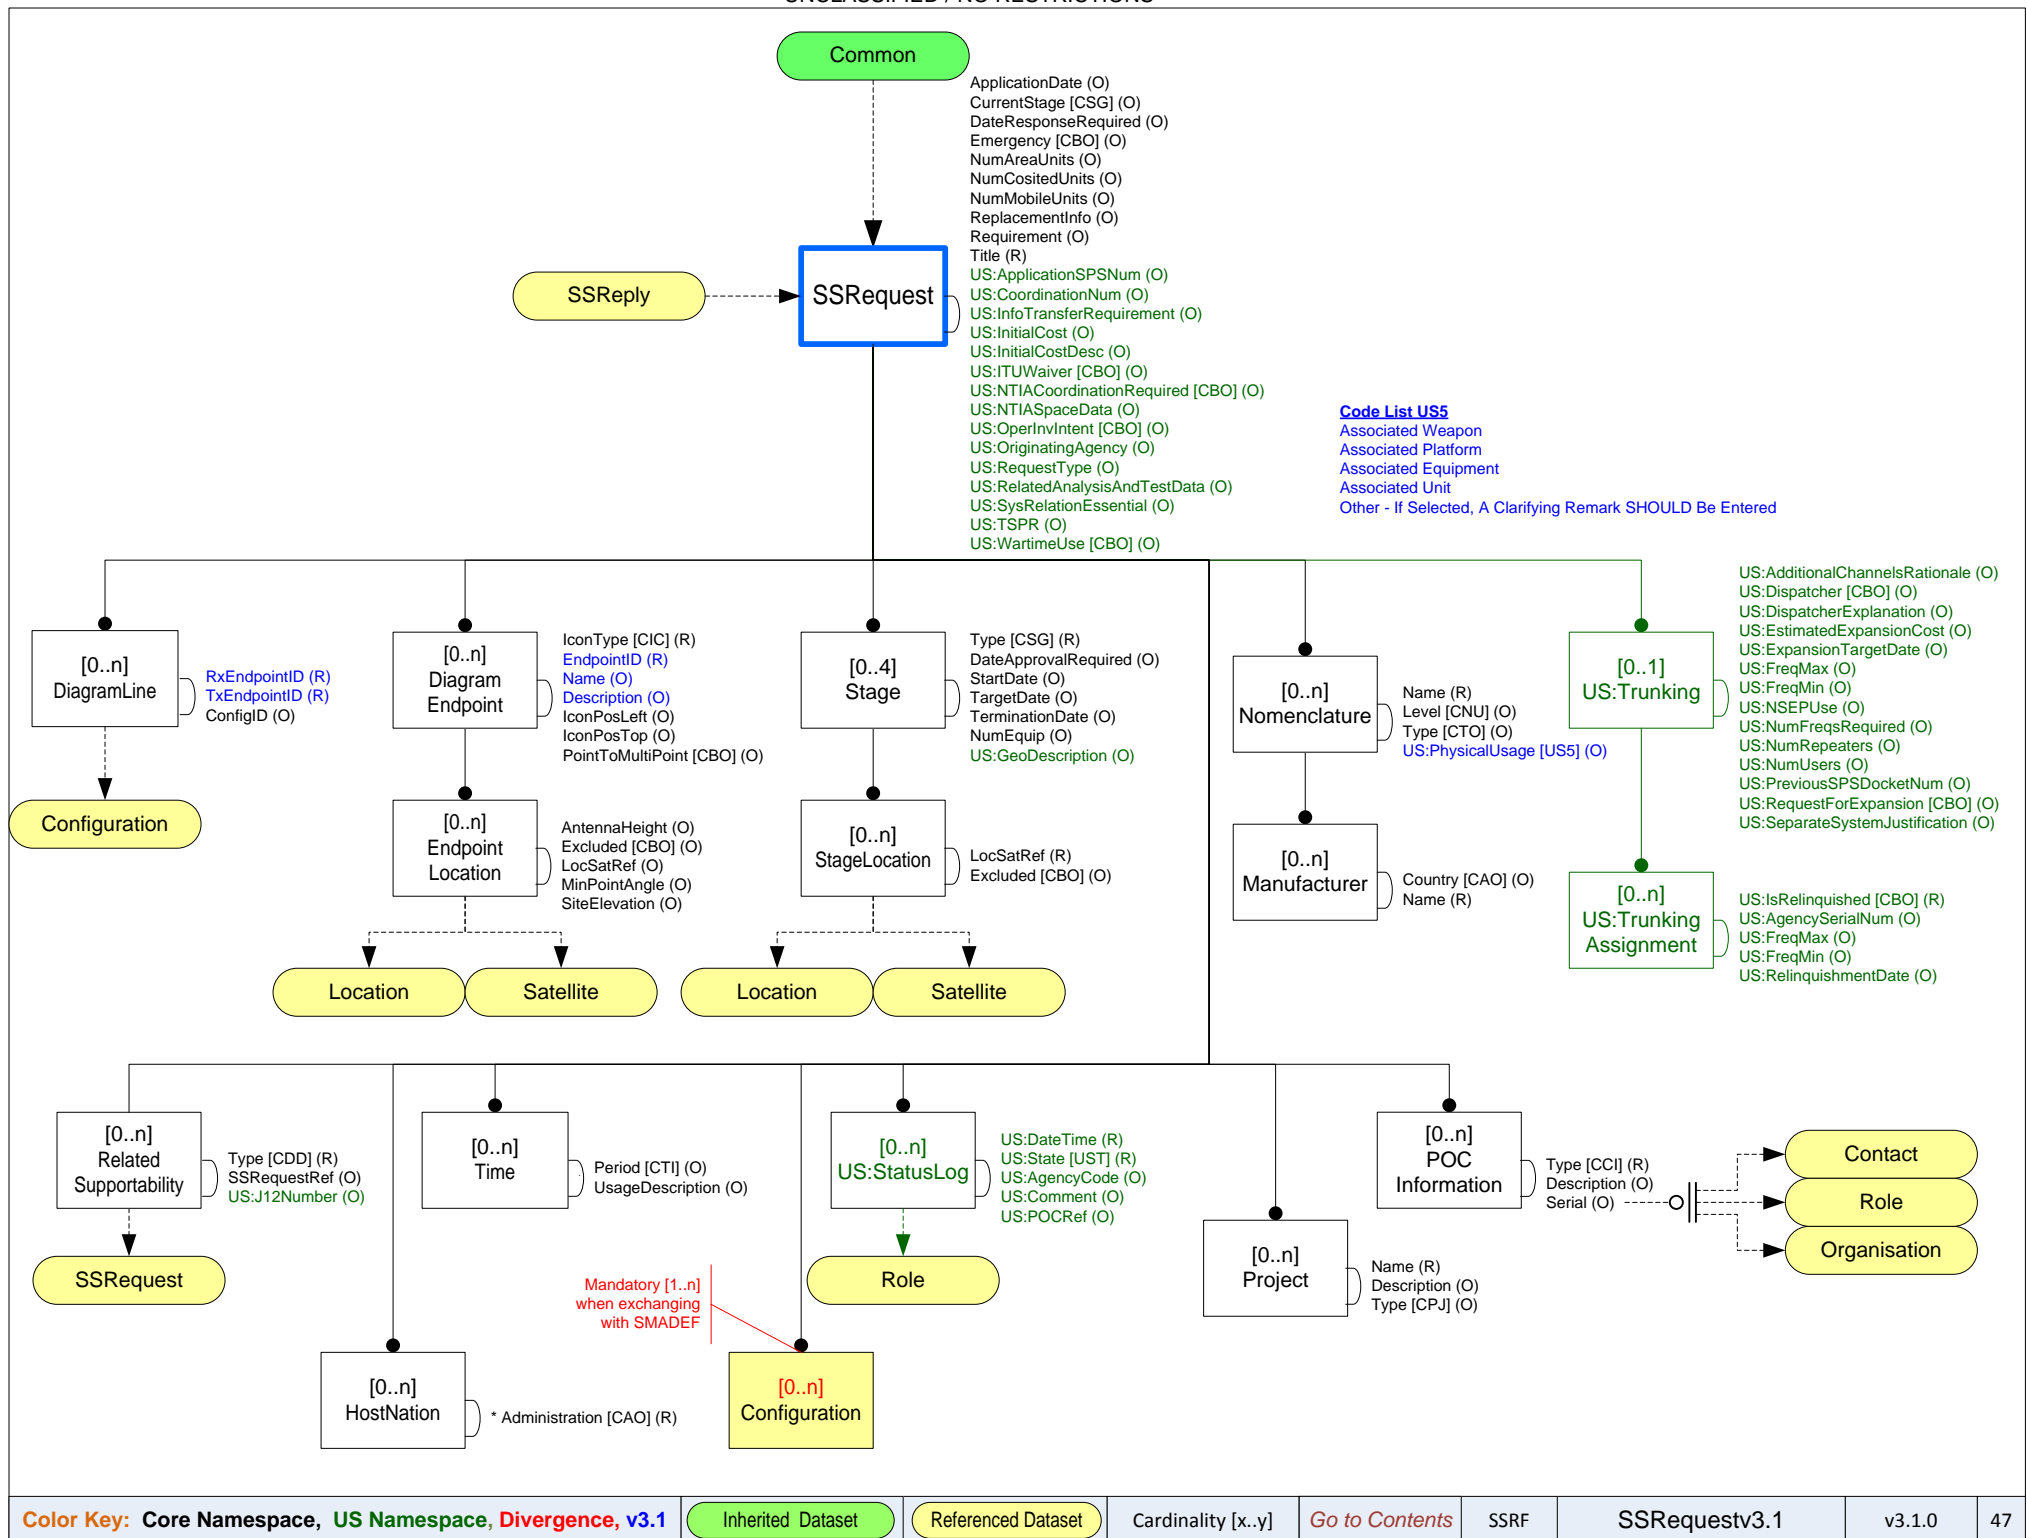 UNCLASSIFIED / NO RESTRICTIONS
Common
ApplicationDate (O)
CurrentStage [CSG] (O)
DateResponseRequired (O)
Emergency [CBO] (O)
NumAreaUnits (O)
NumCositedUnits (O)
NumMobileUnits (O)
ReplacementInfo (O)
Requirement (O)
Title (R)
US:ApplicationSPSNum (O)
US:CoordinationNum (O)
US:InfoTransferRequirement (O)
US:InitialCost (O)
US:InitialCostDesc (O)
US:ITUWaiver [CBO] (O)
US:NTIACoordinationRequired [CBO] (O)
US:NTIASpaceData (O)
US:OperInvIntent [CBO] (O)
US:OriginatingAgency (O)
US:RequestType (O)
US:RelatedAnalysisAndTestData (O)
US:SysRelationEssential (O)
US:TSPR (O)
US:WartimeUse [CBO] (O)
SSReply
SSRequest
Code List US5
Associated Weapon
Associated Platform
Associated Equipment
Associated Unit
Other - If Selected, A Clarifying Remark SHOULD Be Entered
[0..n]
DiagramLine
RxEndpointID (R)
TxEndpointID (R)
ConfigID (O)
Configuration
[0..n]
Diagram
Endpoint
IconType [CIC] (R)
EndpointID (R)
Name (O)
Description (O)
IconPosLeft (O)
IconPosTop (O)
PointToMultiPoint [CBO] (O)
[0..n]
Endpoint
Location
AntennaHeight (O)
Excluded [CBO] (O)
LocSatRef (O)
MinPointAngle (O)
SiteElevation (O)
Location
Satellite
[0..4]
Stage
Type [CSG] (R)
DateApprovalRequired (O)
StartDate (O)
TargetDate (O)
TerminationDate (O)
NumEquip (O)
US:GeoDescription (O)
[0..n]
StageLocation
LocSatRef (R)
Excluded [CBO] (O)
Location
Satellite
[0..n]
Nomenclature
Name (R)
Level [CNU] (O)
Type [CTO] (O)
US:PhysicalUsage [US5] (O)
[0..n]
Manufacturer
Country [CAO] (O)
Name (R)
[0..1]
US:Trunking
US:AdditionalChannelsRationale (O)
US:Dispatcher [CBO] (O)
US:DispatcherExplanation (O)
US:EstimatedExpansionCost (O)
US:ExpansionTargetDate (O)
US:FreqMax (O)
US:FreqMin (O)
US:NSEPUse (O)
US:NumFreqsRequired (O)
US:NumRepeaters (O)
US:NumUsers (O)
US:PreviousSPSDocketNum (O)
US:RequestForExpansion [CBO] (O)
US:SeparateSystemJustification (O)
[0..n]
US:Trunking
Assignment
US:IsRelinquished [CBO] (R)
US:AgencySerialNum (O)
US:FreqMax (O)
US:FreqMin (O)
US:RelinquishmentDate (O)
[0..n]
Related
Supportability
Type [CDD] (R)
SSRequestRef (O)
US:J12Number (O)
SSRequest
[0..n]
Time
Period [CTI] (O)
UsageDescription (O)
[0..n]
US:StatusLog
US:DateTime (R)
US:State [UST] (R)
US:AgencyCode (O)
US:Comment (O)
US:POCRef (O)
Role
[0..n]
POC
Information
Type [CCI] (R)
Description (O)
Serial (O)
Contact
Role
Organisation
[0..n]
Project
Name (R)
Description (O)
Type [CPJ] (O)
Mandatory [1..n]
when exchanging
with SMADEF
[0..n]
HostNation
* Administration [CAO] (R)
[0..n]
Configuration
Color Key: Core Namespace, US Namespace, Divergence, v3.1
Inherited Dataset
Referenced Dataset
Cardinality [x..y]
Go to Contents
SSRF
SSRequestv3.1
v3.1.0
47